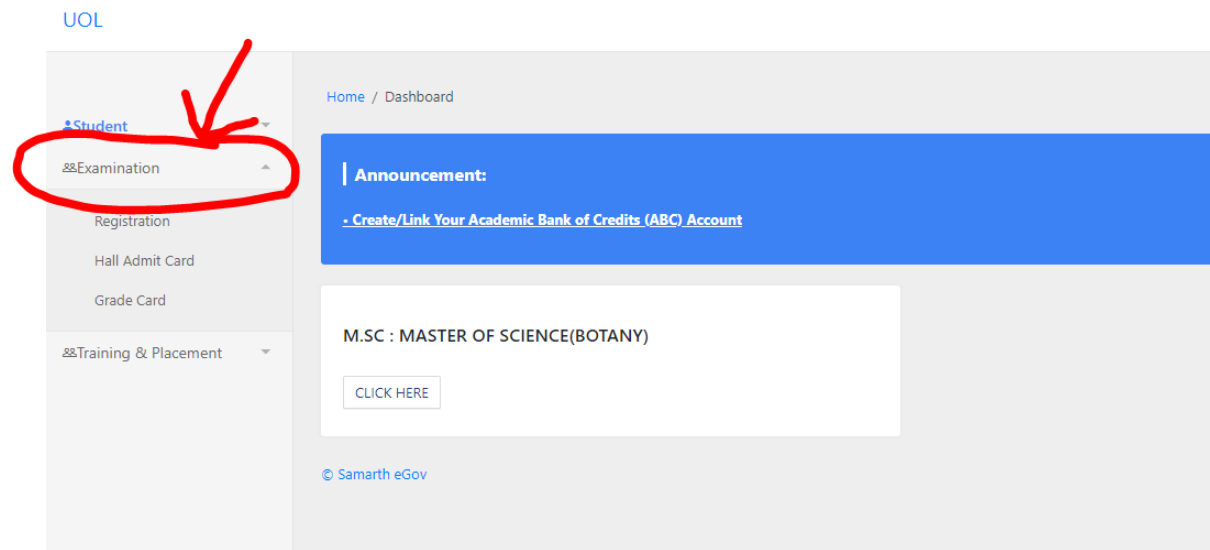 UOL
Student
Examination
Registration
Hall Admit Card
Grade Card
Training & Placement
Home / Dashboard
Announcement:
· Create/Link Your Academic Bank of Credits (ABC) Account
M.SC : MASTER OF SCIENCE(BOTANY)
CLICK HERE
© Samarth eGov